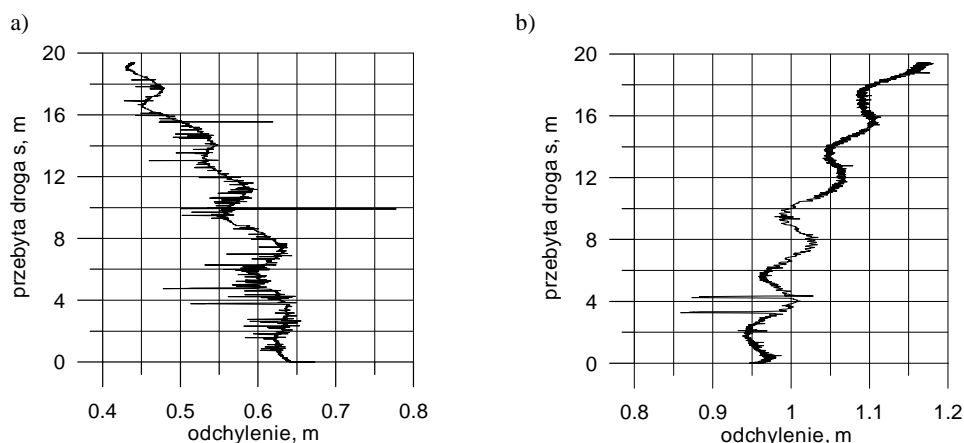 a)
20
16
12
8
4
0
przebyta droga s, m
0.4 0.5 0.6 0.7 0.8
odchylenie, m
b)
20
16
12
8
4
0
przebyta droga s, m
0.8 0.9 1 1.1 1.2
odchylenie, m